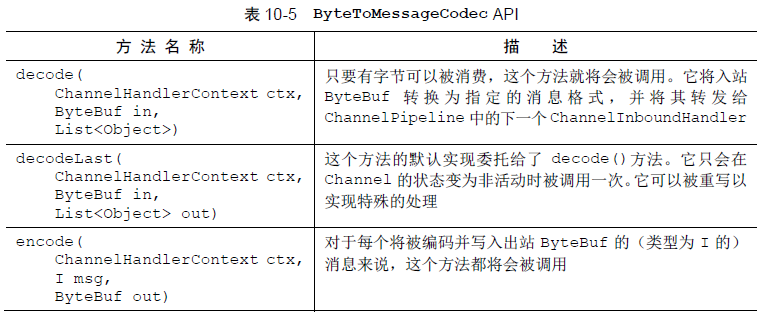 表 10-5 ByteToMessageCodec API
方 法 名 称
描 述
decode(
ChannelHandlerContext ctx,
ByteBuf in,
List<Object>)
只要有字节可以被消费，这个方法就将会被调用。它将入站
ByteBuf 转换为指定的消息格式，并将其转发给
ChannelPipeline 中的下一个 ChannelInboundHandler
decodeLast(
ChannelHandlerContext ctx,
ByteBuf in,
List<Object> out)
这个方法的默认实现委托给了 decode()方法。它只会在
Channel 的状态变为非活动时被调用一次。它可以被重写以
实现特殊的处理
encode(
ChannelHandlerContext ctx,
I msg,
ByteBuf out)
对于每个将被编码并写入出站 ByteBuf 的（类型为 I 的）
消息来说，这个方法都将会被调用